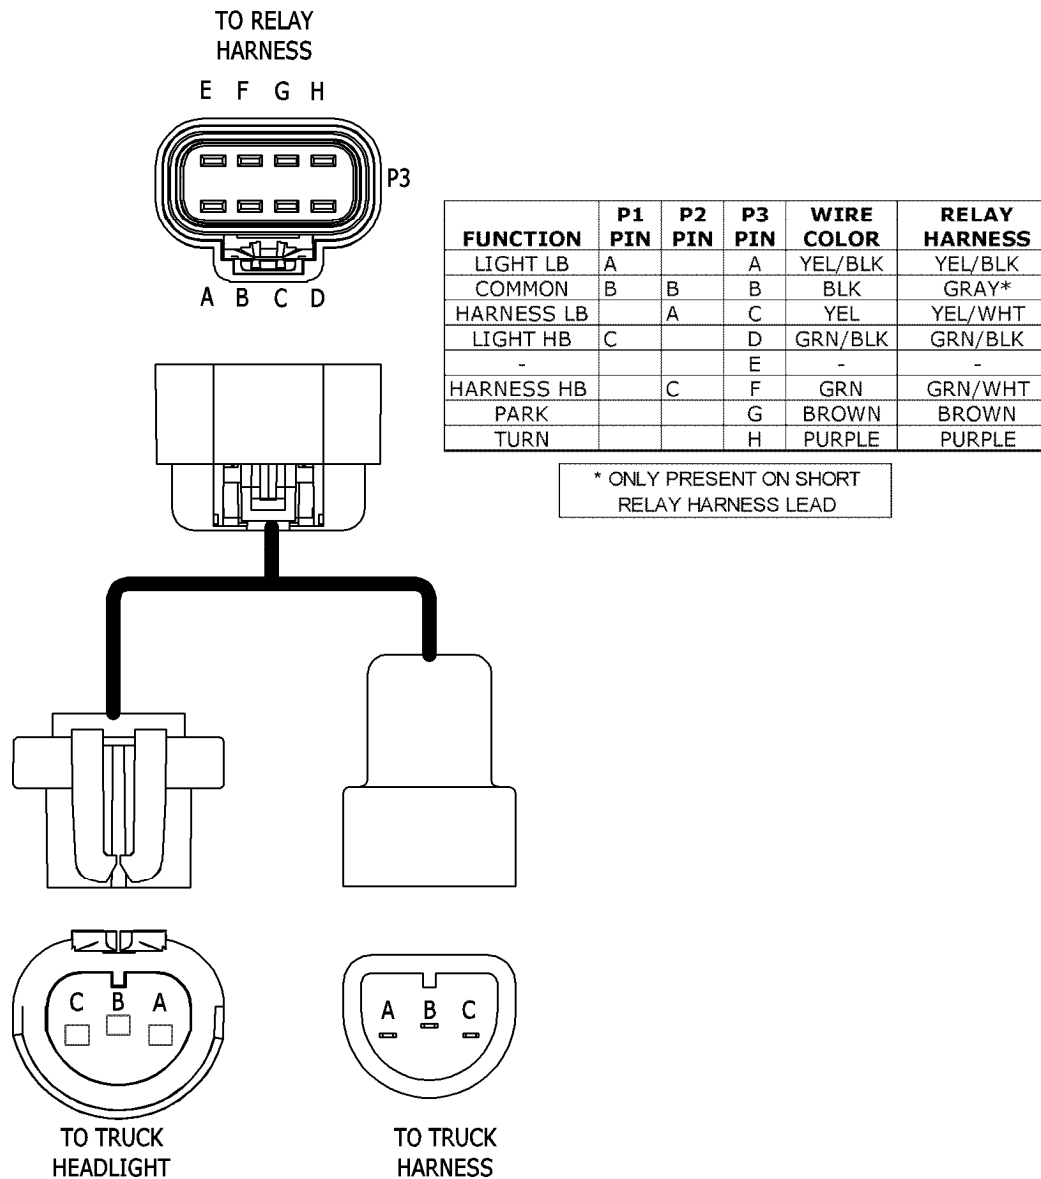 TO RELAY
HARNESS
E F G H
P3
A B C D
FUNCTION P1 PIN P2 PIN P3 PIN WIRE COLOR RELAY HARNESS
LIGHT LB A A YEL/BLK YEL/BLK
COMMON B B B BLK GRAY*
HARNESS LB A C YEL YEL/WHT
LIGHT HB C D GRN/BLK GRN/BLK
- E - -
HARNESS HB C F GRN GRN/WHT
PARK G BROWN BROWN
TURN H PURPLE PURPLE
* ONLY PRESENT ON SHORT
RELAY HARNESS LEAD
C B A
TO TRUCK
HEADLIGHT
A B C
TO TRUCK
HARNESS